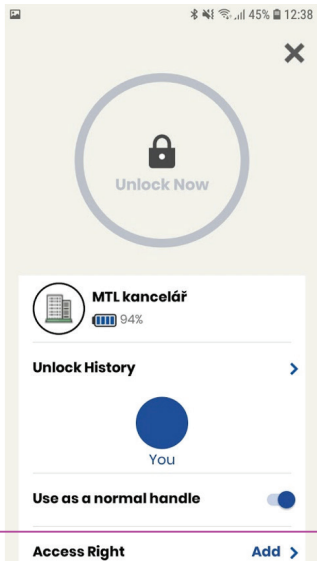 45% 12:38
Unlock Now
MTL kancelář
94%
Unlock History
You
Use as a normal handle
Access Right Add